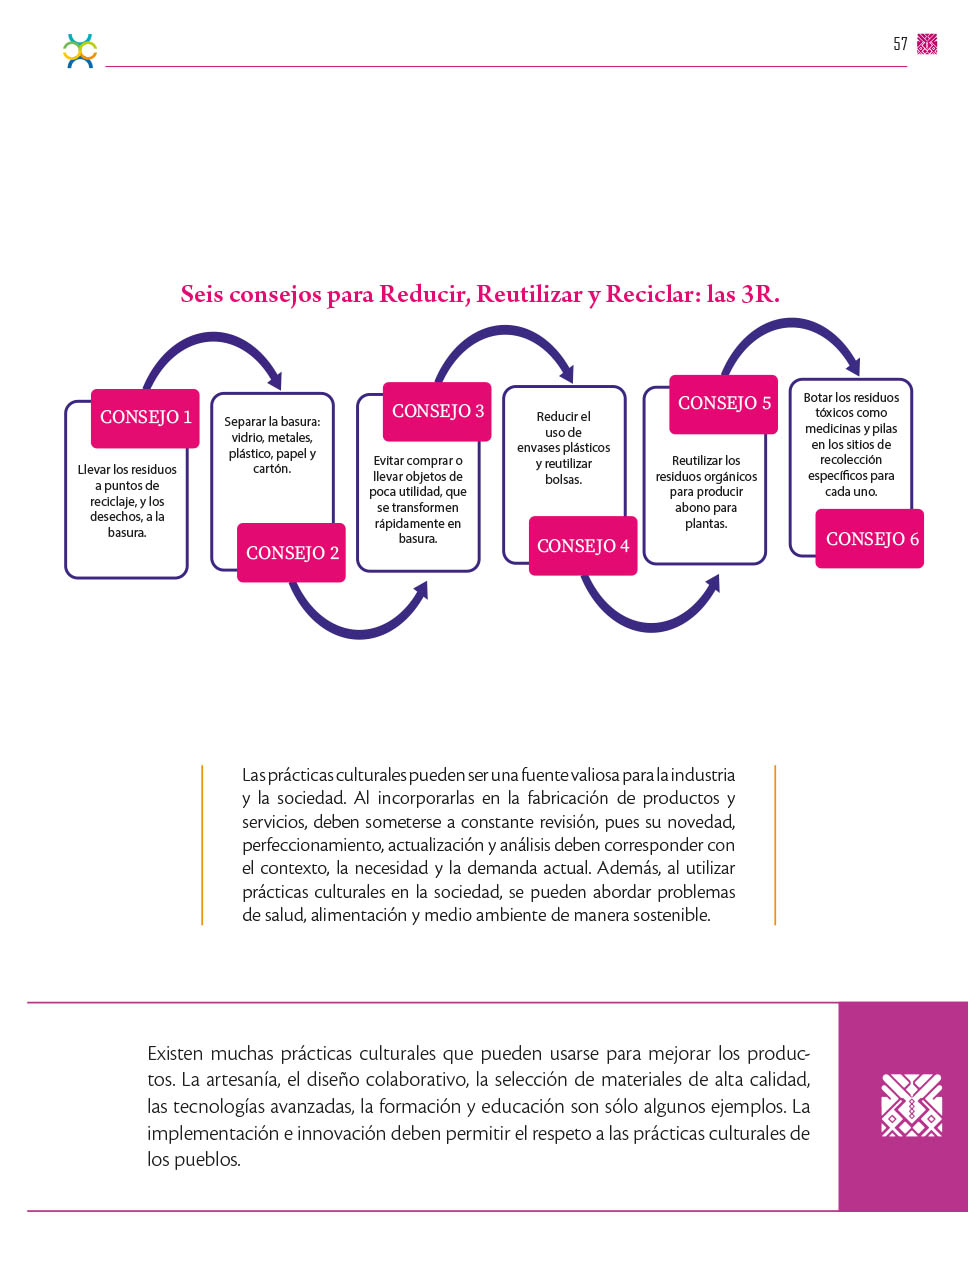 57
Seis consejos para Reducir, Reutilizar y Reciclar: las 3R.
CONSEJO 1
Llevar los residuos
a puntos de
reciclaje, y los
desechos, a la
basura.
Separar la basura:
vidrio, metales,
plástico, papel y
cartón.
CONSEJO 2
CONSEJO 3
Evitar comprar o
llevar objetos de
poca utilidad, que
se transformen
rápidamente en
basura.
Reducir el
uso de
envases plásticos
y reutilizar
bolsas.
CONSEJO 4
CONSEJO 5
Reutilizar los
residuos orgánicos
para producir
abono para
plantas.
Botar los residuos
tóxicos como
medicinas y pilas
en los sitios de
recolección
específicos para
cada uno.
CONSEJO 6
Las prácticas culturales pueden ser una fuente valiosa para la industria
y la sociedad. Al incorporarlas en la fabricación de productos y
servicios, deben someterse a constante revisión, pues su novedad,
perfeccionamiento, actualización y análisis deben corresponder con
el contexto, la necesidad y la demanda actual. Además, al utilizar
prácticas culturales en la sociedad, se pueden abordar problemas
de salud, alimentación y medio ambiente de manera sostenible.
Existen muchas prácticas culturales que pueden usarse para mejorar los produc-
tos. La artesanía, el diseño colaborativo, la selección de materiales de alta calidad,
las tecnologías avanzadas, la formación y educación son sólo algunos ejemplos. La
implementación e innovación deben permitir el respeto a las prácticas culturales de
los pueblos.